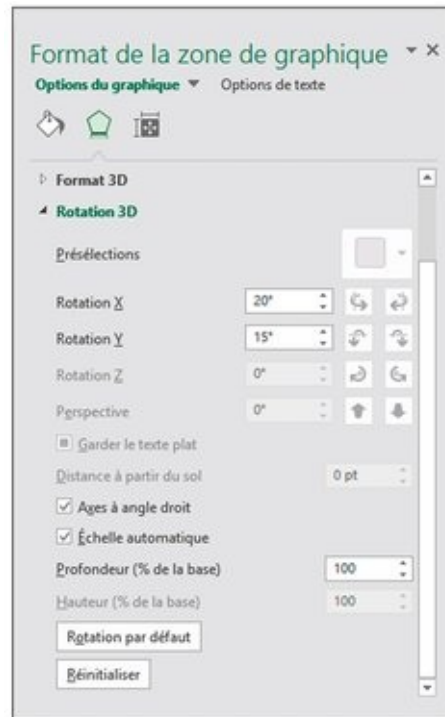 Format de la zone de graphique
Options du graphique Options de texte
Format 3D
Rotation 3D
Présélections
Rotation X 20°
Rotation Y 15°
Rotation Z 0°
Perspective 0°
Garder le texte plat
Distance à partir du sol 0 pt
Axes à angle droit
Échelle automatique
Profondeur (% de la base) 100
Hauteur (% de la base) 100
Rotation par défaut
Réinitialiser